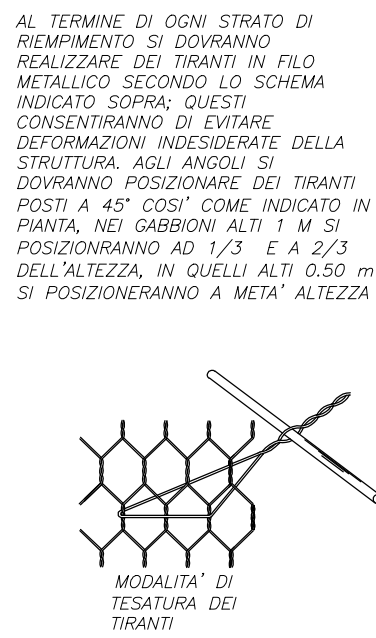 AL TERMINE DI OGNI STRATO DI
RIEMPIMENTO SI DOVRANNO
REALIZZARE DEI TIRANTI IN FILO
METALLICO SECONDO LO SCHEMA
INDICATO SOPRA; QUESTI
CONSENTIRANNO DI EVITARE
DEFORMAZIONI INDESIDERATE DELLA
STRUTTURA. AGLI ANGOLI SI
DOVRANNO POSIZIONARE DEI TIRANTI
POSTI A 45° COSI' COME INDICATO IN
PIANTA, NEI GABBIONI ALTI 1 M SI
POSIZIONRANNO AD 1/3 E A 2/3
DELL'ALTEZZA, IN QUELLI ALTI 0.50 m
SI POSIZIONERANNO A META' ALTEZZA
MODALITA' DI
TESATURA DEI
TIRANTI